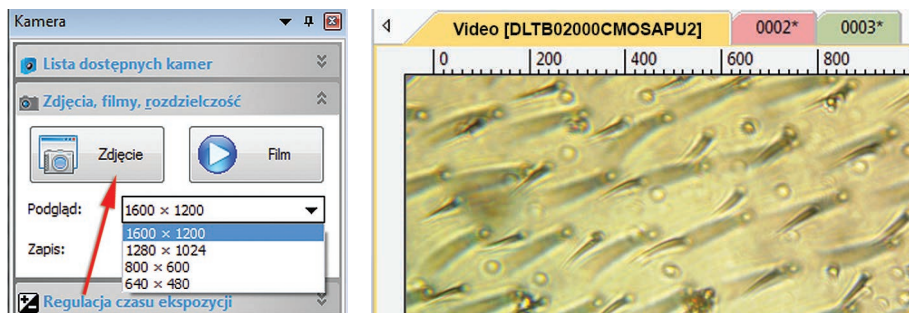 Kamera
Lista dostępnych kamer
Zdjęcia, filmy, rozdzielczość
Zdjęcie Film
Podgląd: 1600 × 1200
1600 × 1200
Zapis: 1280 × 1024
800 × 600
640 × 480
Regulacja czasu ekspozycji
Video [DLTB02000CMOSAPU2] 0002* 0003*
0 200 400 600 800